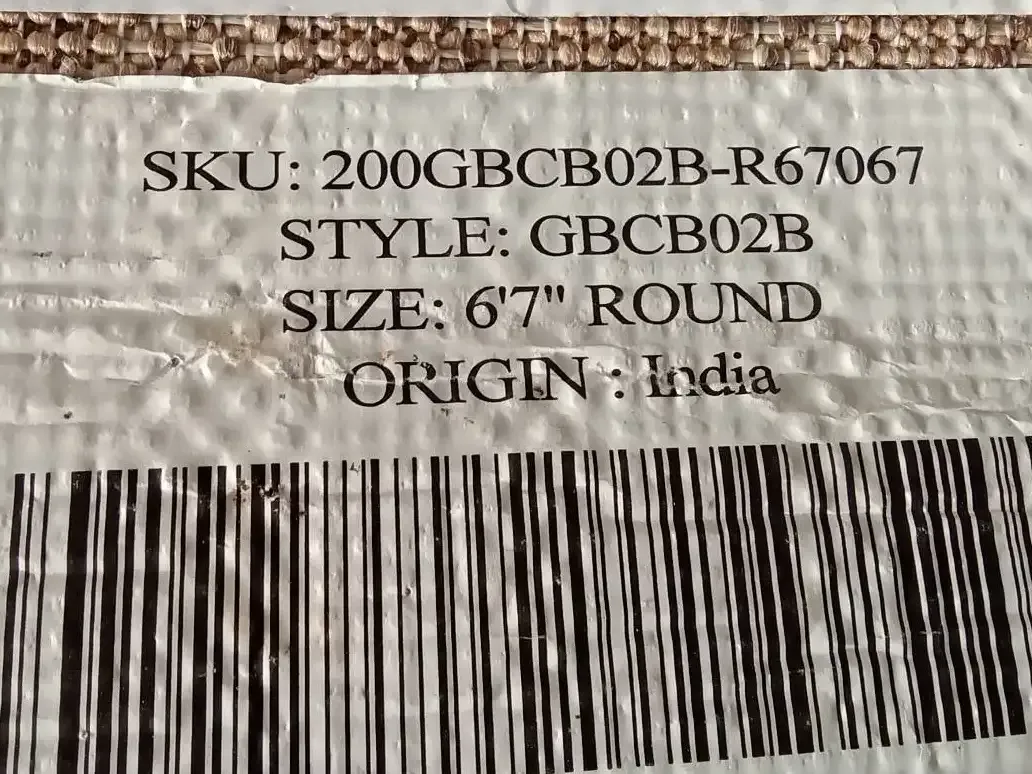 SKU: 200GBCB02B-R67067
STYLE: GBCB02B
SIZE: 6'7" ROUND
ORIGIN : India